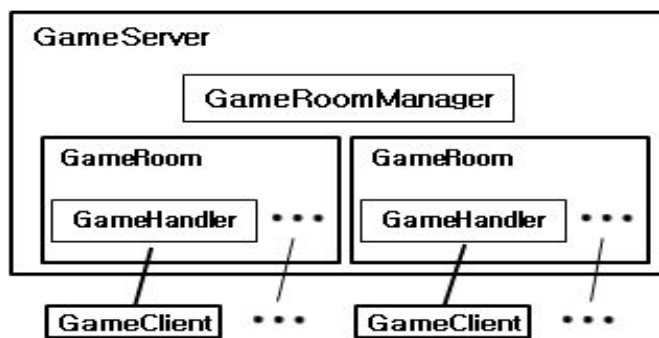 GameServer
GameRoomManager
GameRoom GameRoom
GameHandler ••• GameHandler •••
GameClient ••• GameClient •••